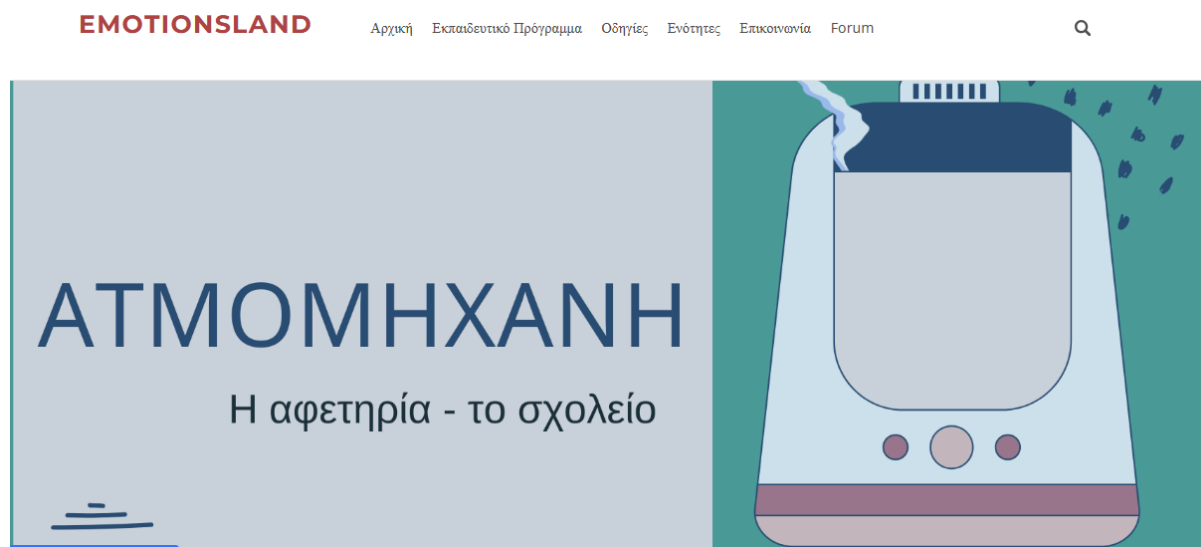 EMOTIONSLAND
Αρχική Εκπαιδευτικό Πρόγραμμα Οδηγίες Ενότητες Επικοινωνία Forum
ΑΤΜΟΜΗΧΑΝΗ
Η αφετηρία - το σχολείο